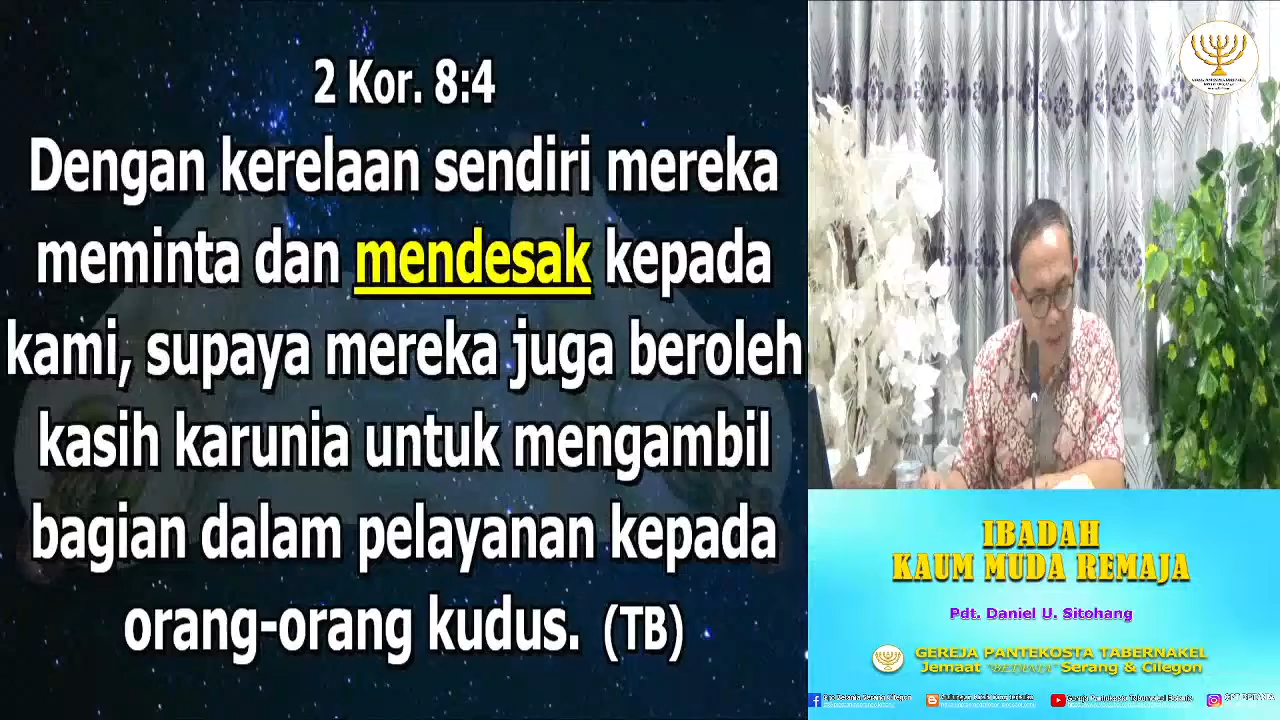 2 Kor. 8:4
Dengan kerelaan sendiri mereka
meminta dan mendesak kepada
kami, supaya mereka juga beroleh
kasih karunia untuk mengambil
bagian dalam pelayanan kepada
orang-orang kudus. (TB)
IBADAH
KAUM MUDA REMAJA
Pdt. Daniel U. Sitohang
GEREJA PANTEKOSTA TABERNAKEL
Jemaat "BETANIA" Serang & Cilegon